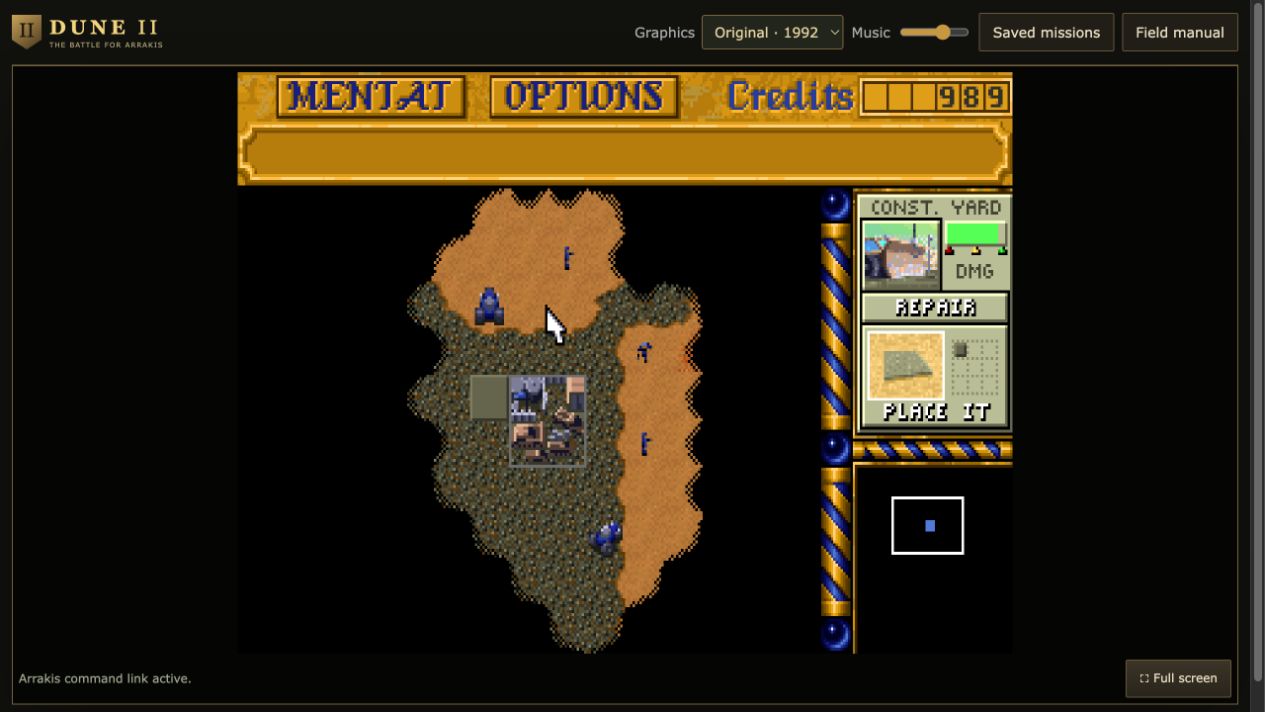 II DUNE II
THE BATTLE FOR ARRAKIS
Graphics Original · 1992 Music Saved missions Field manual
MENTAT OPTIONS Credits 989
CONST. YARD
DMG
REPAIR
PLACE IT
Arrakis command link active.
Full screen